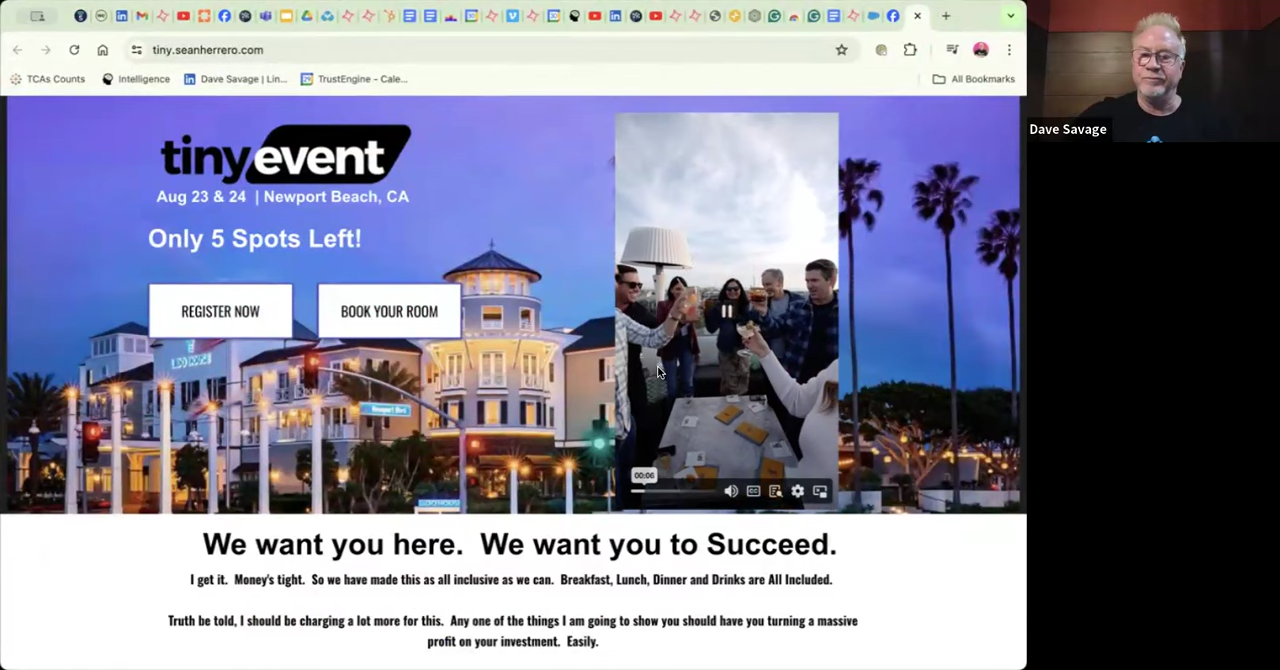 tiny.seanherrero.com
TCAs Counts
Intelligence
Dave Savage | Lin...
TrustEngine - Cale...
All Bookmarks
Dave Savage
tinyevent
Aug 23 & 24 | Newport Beach, CA
Only 5 Spots Left!
REGISTER NOW
BOOK YOUR ROOM
Newport Blvd
00:06
CC
We want you here. We want you to Succeed.
I get it. Money's tight. So we have made this as all inclusive as we can. Breakfast, Lunch, Dinner and Drinks are All Included.
Truth be told, I should be charging a lot more for this. Any one of the things I am going to show you should have you turning a massive
profit on your investment. Easily.